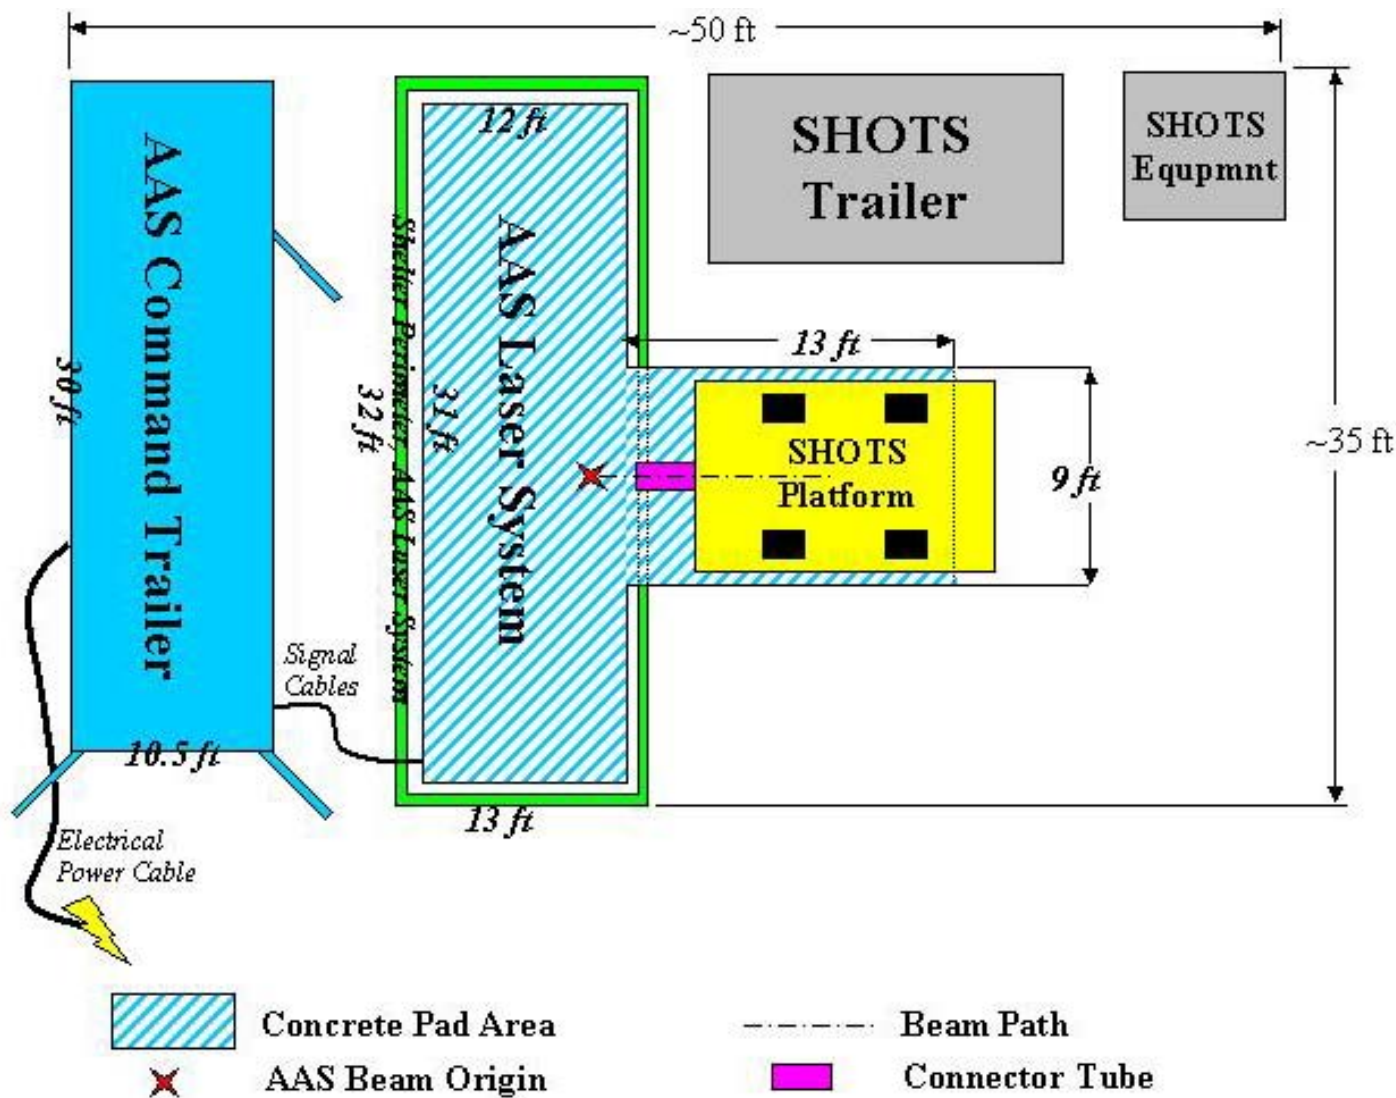 ~50 ft
AAS Command Trailer
30 ft
10.5 ft
12 ft
AAS Laser System
31 ft
32 ft
Shelter Perimeter, AAS Laser System
13 ft
SHOTS
Trailer
SHOTS
Equpmnt
13 ft
SHOTS
Platform
9 ft
~35 ft
Signal
Cables
Electrical
Power Cable
Concrete Pad Area
AAS Beam Origin
Beam Path
Connector Tube